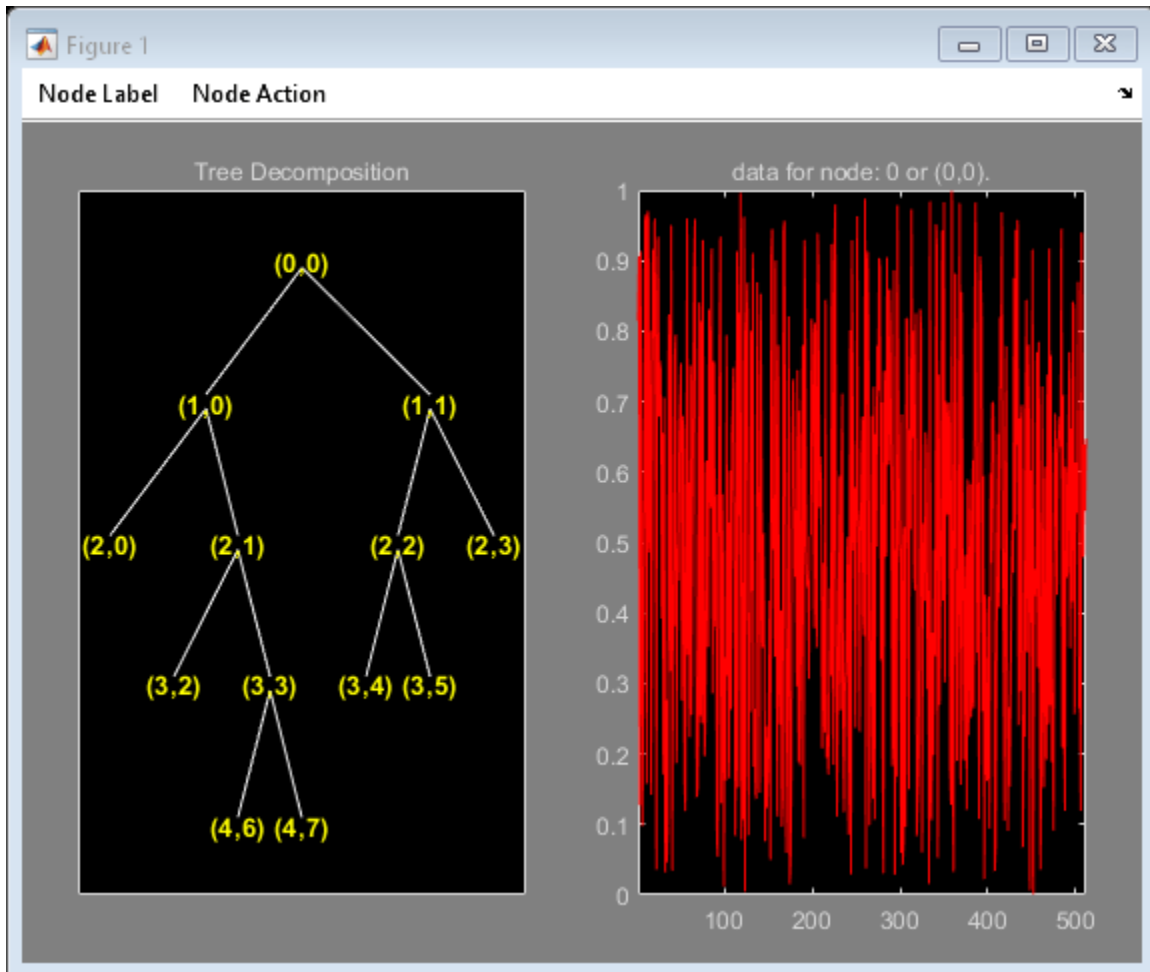 Figure 1
Node Label Node Action
Tree Decomposition
(0,0)
(1,0) (1,1)
(2,0) (2,1) (2,2) (2,3)
(3,2) (3,3) (3,4) (3,5)
(4,6) (4,7)
data for node: 0 or (0,0).
1
0.9
0.8
0.7
0.6
0.5
0.4
0.3
0.2
0.1
0
100 200 300 400 500